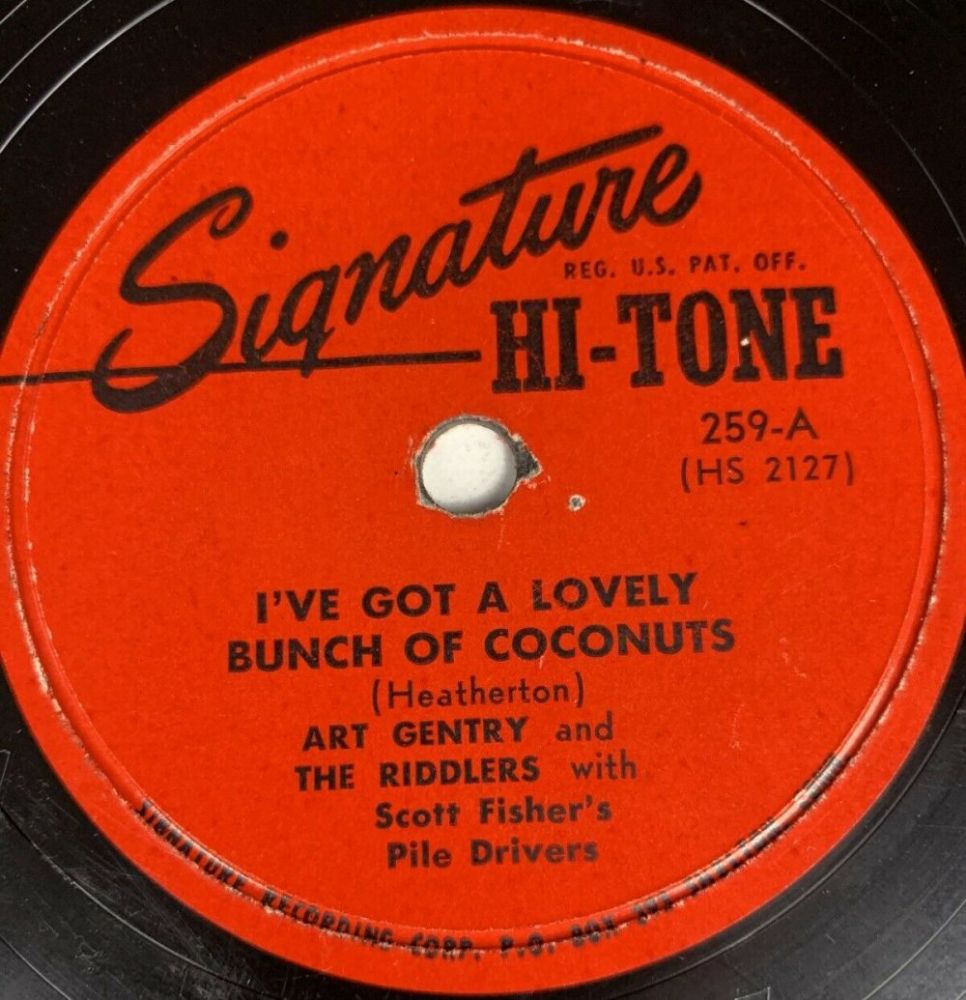 Signature
REG. U.S. PAT. OFF.
HI-TONE
259-A
(HS 2127)
I'VE GOT A LOVELY
BUNCH OF COCONUTS
(Heatherton)
ART GENTRY and
THE RIDDLERS with
Scott Fisher's
Pile Drivers
SIGNATURE RECORDING CORP. P.O. BOX